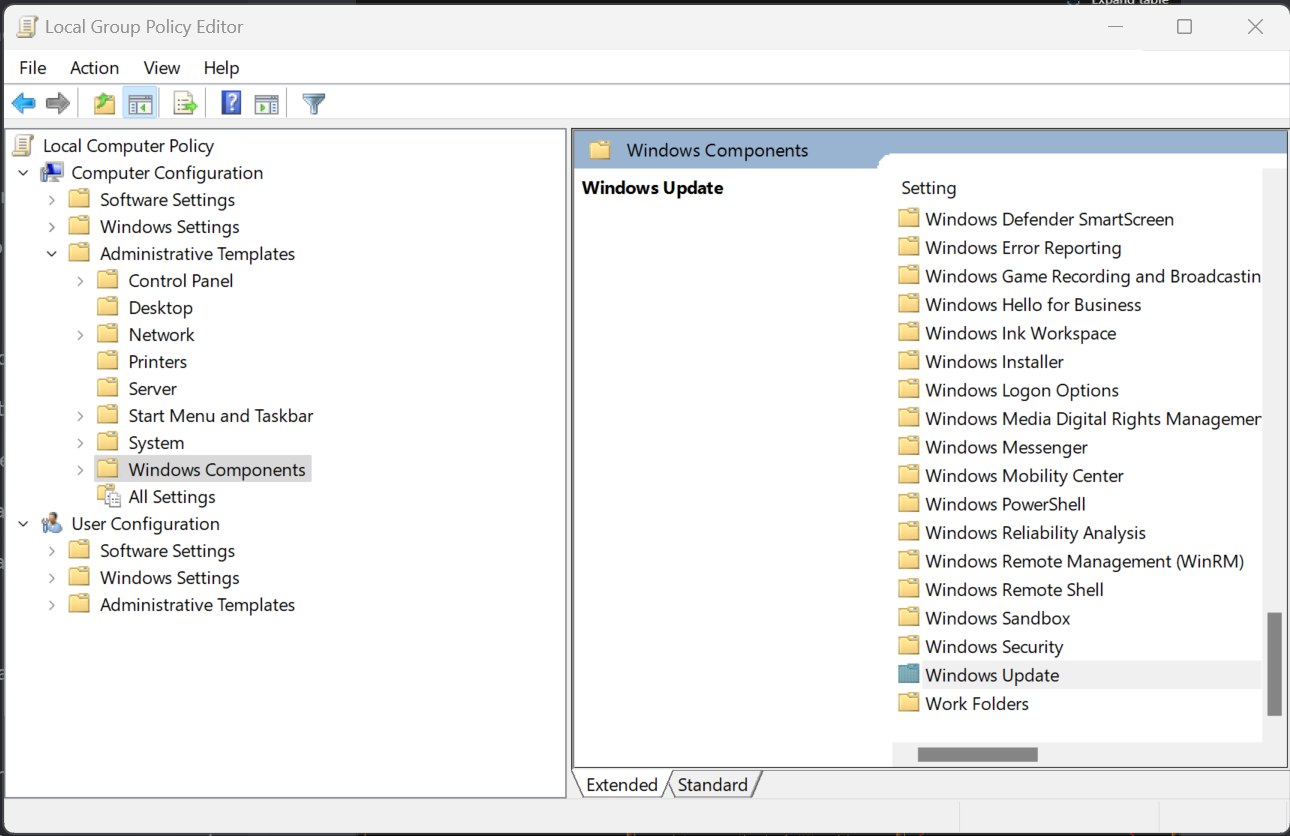 Expand table
Local Group Policy Editor
File Action View Help
Local Computer Policy
Computer Configuration
Software Settings
Windows Settings
Administrative Templates
Control Panel
Desktop
Network
Printers
Server
Start Menu and Taskbar
System
Windows Components
All Settings
User Configuration
Software Settings
Windows Settings
Administrative Templates
Windows Components
Windows Update
Setting
Windows Defender SmartScreen
Windows Error Reporting
Windows Game Recording and Broadcastin
Windows Hello for Business
Windows Ink Workspace
Windows Installer
Windows Logon Options
Windows Media Digital Rights Managemen
Windows Messenger
Windows Mobility Center
Windows PowerShell
Windows Reliability Analysis
Windows Remote Management (WinRM)
Windows Remote Shell
Windows Sandbox
Windows Security
Windows Update
Work Folders
Extended Standard